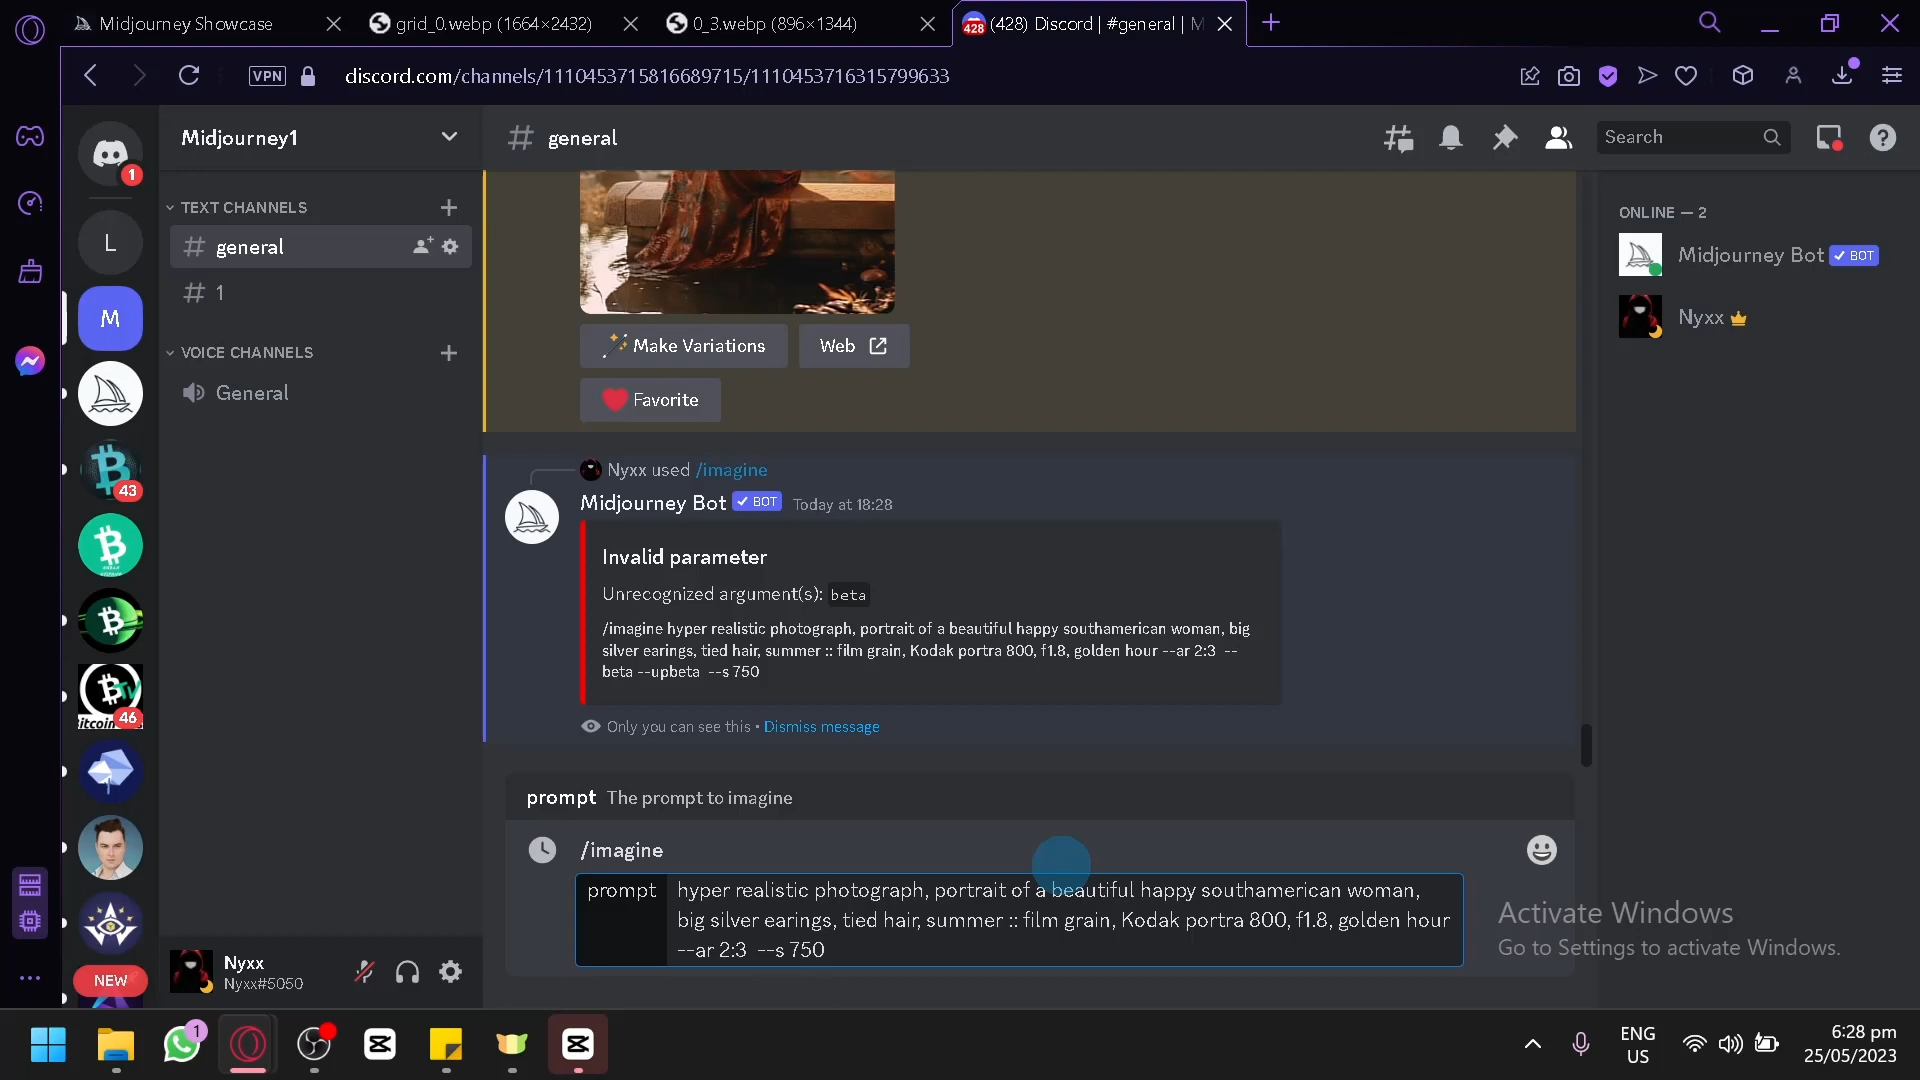 Midjourney Showcase
grid_0.webp (1664×2432)
0_3.webp (896×1344)
428
(428) Discord | #general | M
VPN
discord.com/channels/1110453715816689715/1110453716315799633
1
L
M
43
46
NEW
Midjourney1
TEXT CHANNELS
general
1
VOICE CHANNELS
General
Nyxx
Nyxx#5050
general
Search
Make Variations
Web
Favorite
Nyxx used /imagine
Midjourney Bot ✓ BOT Today at 18:28
Invalid parameter
Unrecognized argument(s): beta
/imagine hyper realistic photograph, portrait of a beautiful happy southamerican woman, big
silver earings, tied hair, summer :: film grain, Kodak portra 800, f1.8, golden hour --ar 2:3 --
beta --upbeta --s 750
Only you can see this • Dismiss message
prompt The prompt to imagine
/imagine
prompt hyper realistic photograph, portrait of a beautiful happy southamerican woman,
big silver earings, tied hair, summer :: film grain, Kodak portra 800, f1.8, golden hour
--ar 2:3 --s 750
ONLINE — 2
Midjourney Bot ✓ BOT
Nyxx
Activate Windows
Go to Settings to activate Windows.
1
ENG
US
6:28 pm
25/05/2023